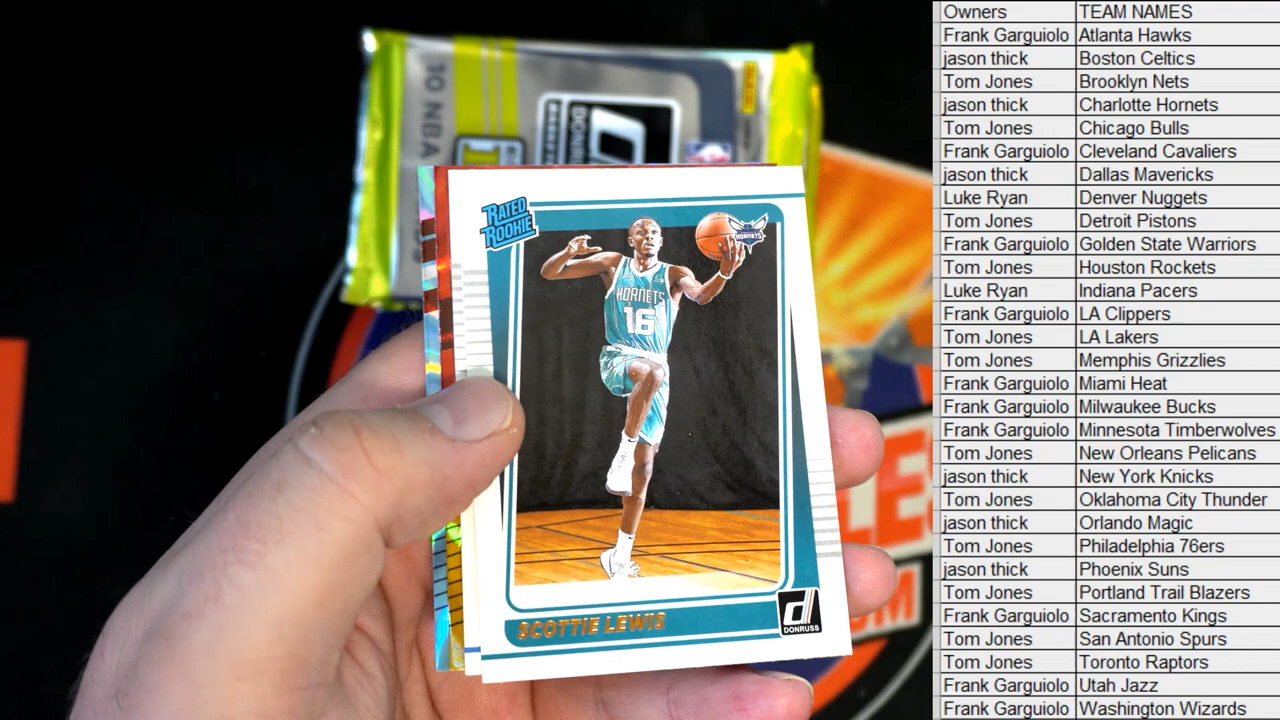 10 NBA
DONRUSS
RATED
ROOKIE
HORNETS
HORNETS
16
SCOTTIE LEWIS
d
DONRUSS
Owners TEAM NAMES
Frank Garguiolo Atlanta Hawks
jason thick Boston Celtics
Tom Jones Brooklyn Nets
jason thick Charlotte Hornets
Tom Jones Chicago Bulls
Frank Garguiolo Cleveland Cavaliers
jason thick Dallas Mavericks
Luke Ryan Denver Nuggets
Tom Jones Detroit Pistons
Frank Garguiolo Golden State Warriors
Tom Jones Houston Rockets
Luke Ryan Indiana Pacers
Frank Garguiolo LA Clippers
Tom Jones LA Lakers
Tom Jones Memphis Grizzlies
Frank Garguiolo Miami Heat
Frank Garguiolo Milwaukee Bucks
Frank Garguiolo Minnesota Timberwolves
Tom Jones New Orleans Pelicans
jason thick New York Knicks
Tom Jones Oklahoma City Thunder
jason thick Orlando Magic
Tom Jones Philadelphia 76ers
jason thick Phoenix Suns
Tom Jones Portland Trail Blazers
Frank Garguiolo Sacramento Kings
Tom Jones San Antonio Spurs
Tom Jones Toronto Raptors
Frank Garguiolo Utah Jazz
Frank Garguiolo Washington Wizards